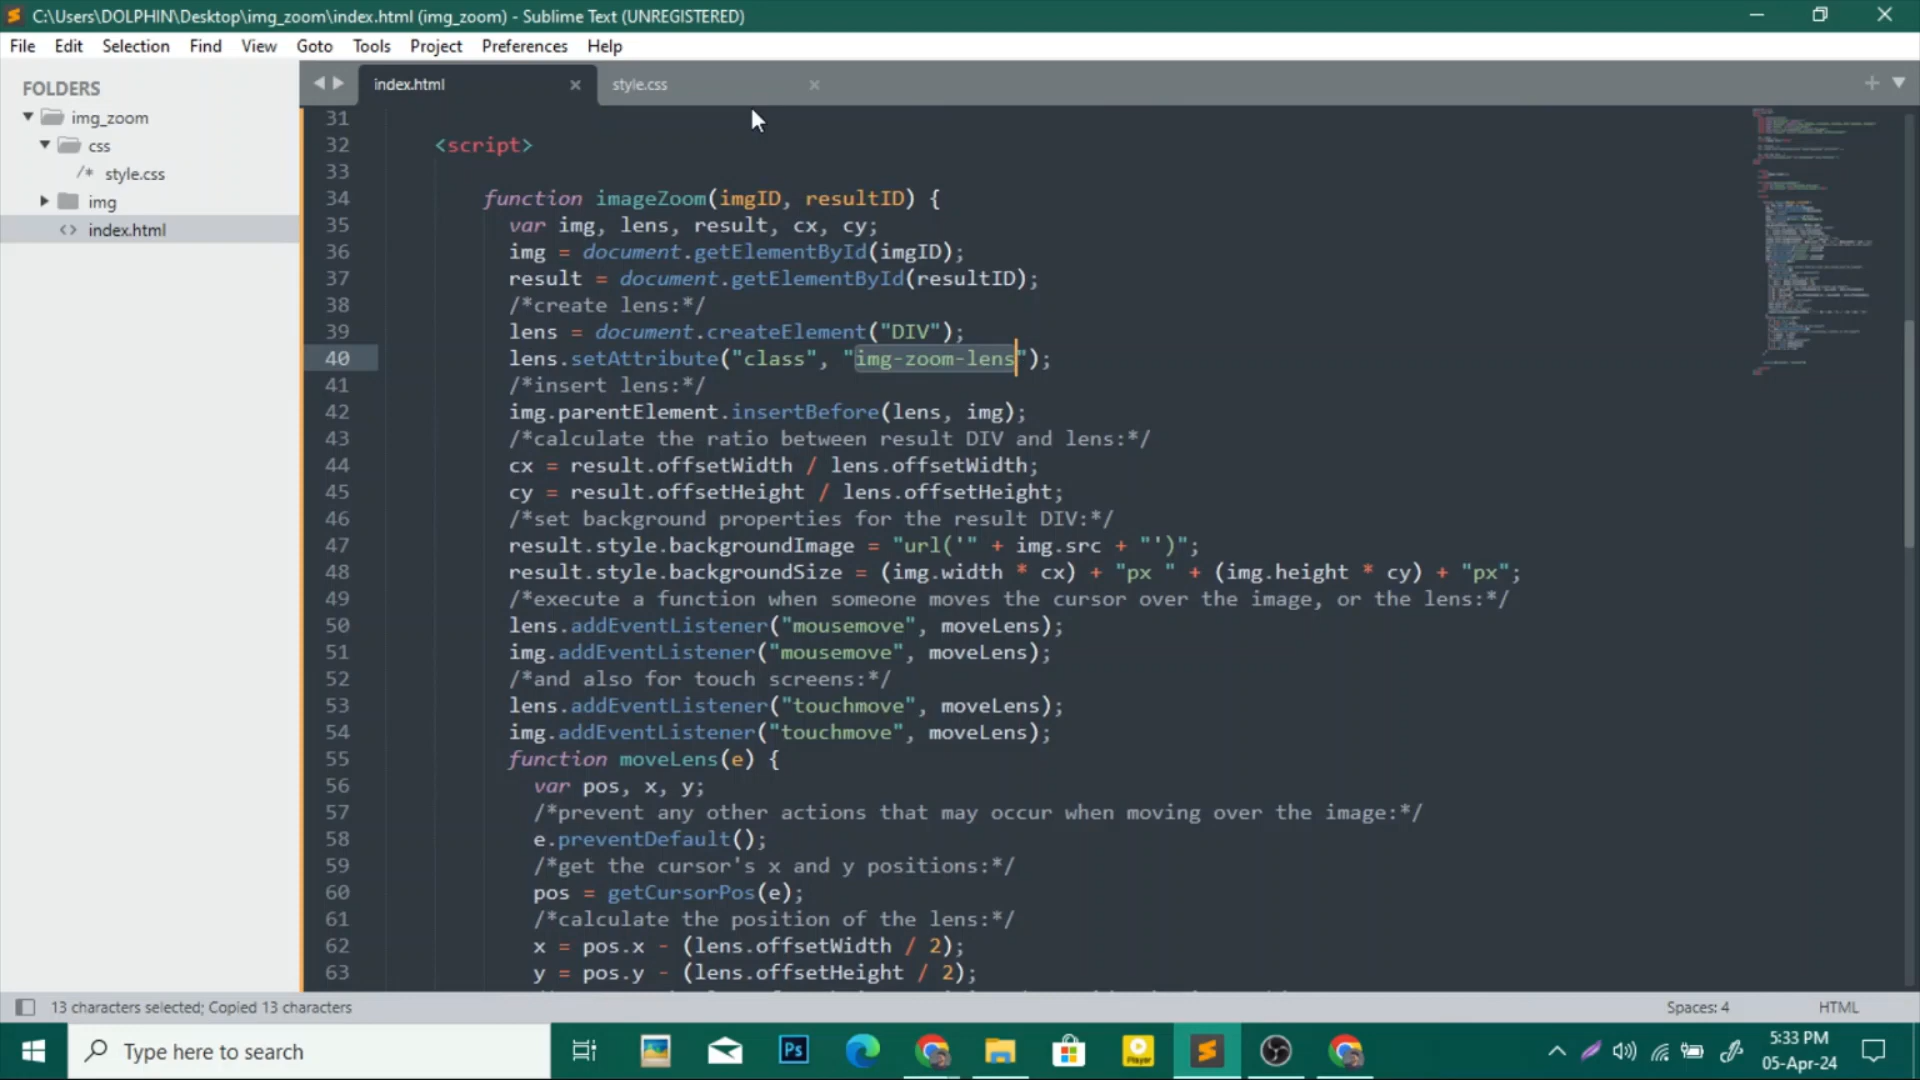 C:\Users\DOLPHIN\Desktop\img_zoom\index.html (img_zoom) - Sublime Text (UNREGISTERED)
File Edit Selection Find View Goto Tools Project Preferences Help
FOLDERS
img_zoom
css
/* style.css
img
<> index.html
index.html
style.css
31
32 <script>
33
34 function imageZoom(imgID, resultID) {
35 var img, lens, result, cx, cy;
36 img = document.getElementById(imgID);
37 result = document.getElementById(resultID);
38 /*create lens:*/
39 lens = document.createElement("DIV");
40 lens.setAttribute("class", "img-zoom-lens");
41 /*insert lens:*/
42 img.parentElement.insertBefore(lens, img);
43 /*calculate the ratio between result DIV and lens:*/
44 cx = result.offsetWidth / lens.offsetWidth;
45 cy = result.offsetHeight / lens.offsetHeight;
46 /*set background properties for the result DIV:*/
47 result.style.backgroundImage = "url('" + img.src + "')";
48 result.style.backgroundSize = (img.width * cx) + "px " + (img.height * cy) + "px";
49 /*execute a function when someone moves the cursor over the image, or the lens:*/
50 lens.addEventListener("mousemove", moveLens);
51 img.addEventListener("mousemove", moveLens);
52 /*and also for touch screens:*/
53 lens.addEventListener("touchmove", moveLens);
54 img.addEventListener("touchmove", moveLens);
55 function moveLens(e) {
56 var pos, x, y;
57 /*prevent any other actions that may occur when moving over the image:*/
58 e.preventDefault();
59 /*get the cursor's x and y positions:*/
60 pos = getCursorPos(e);
61 /*calculate the position of the lens:*/
62 x = pos.x - (lens.offsetWidth / 2);
63 y = pos.y - (lens.offsetHeight / 2);
13 characters selected; Copied 13 characters
Spaces: 4
HTML
Type here to search
Ps
Player
5:33 PM
05-Apr-24